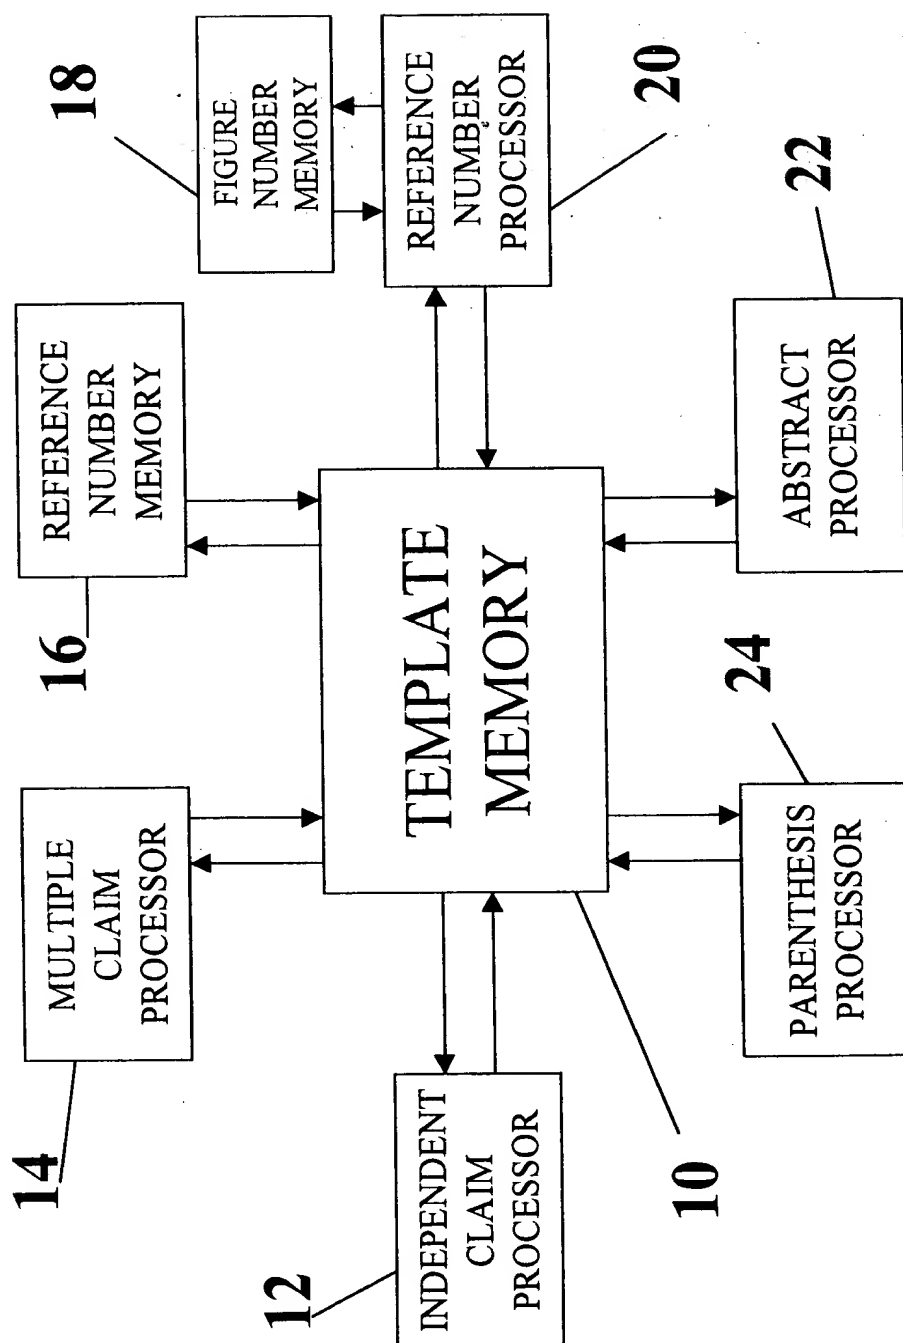 14
MULTIPLE
CLAIM
PROCESSOR
16
REFERENCE
NUMBER
MEMORY
18
FIGURE
NUMBER
MEMORY
12
INDEPENDENT
CLAIM
PROCESSOR
TEMPLATE
MEMORY
REFERENCE
NUMBER
PROCESSOR
20
10
24
PARENTHESIS
PROCESSOR
22
ABSTRACT
PROCESSOR